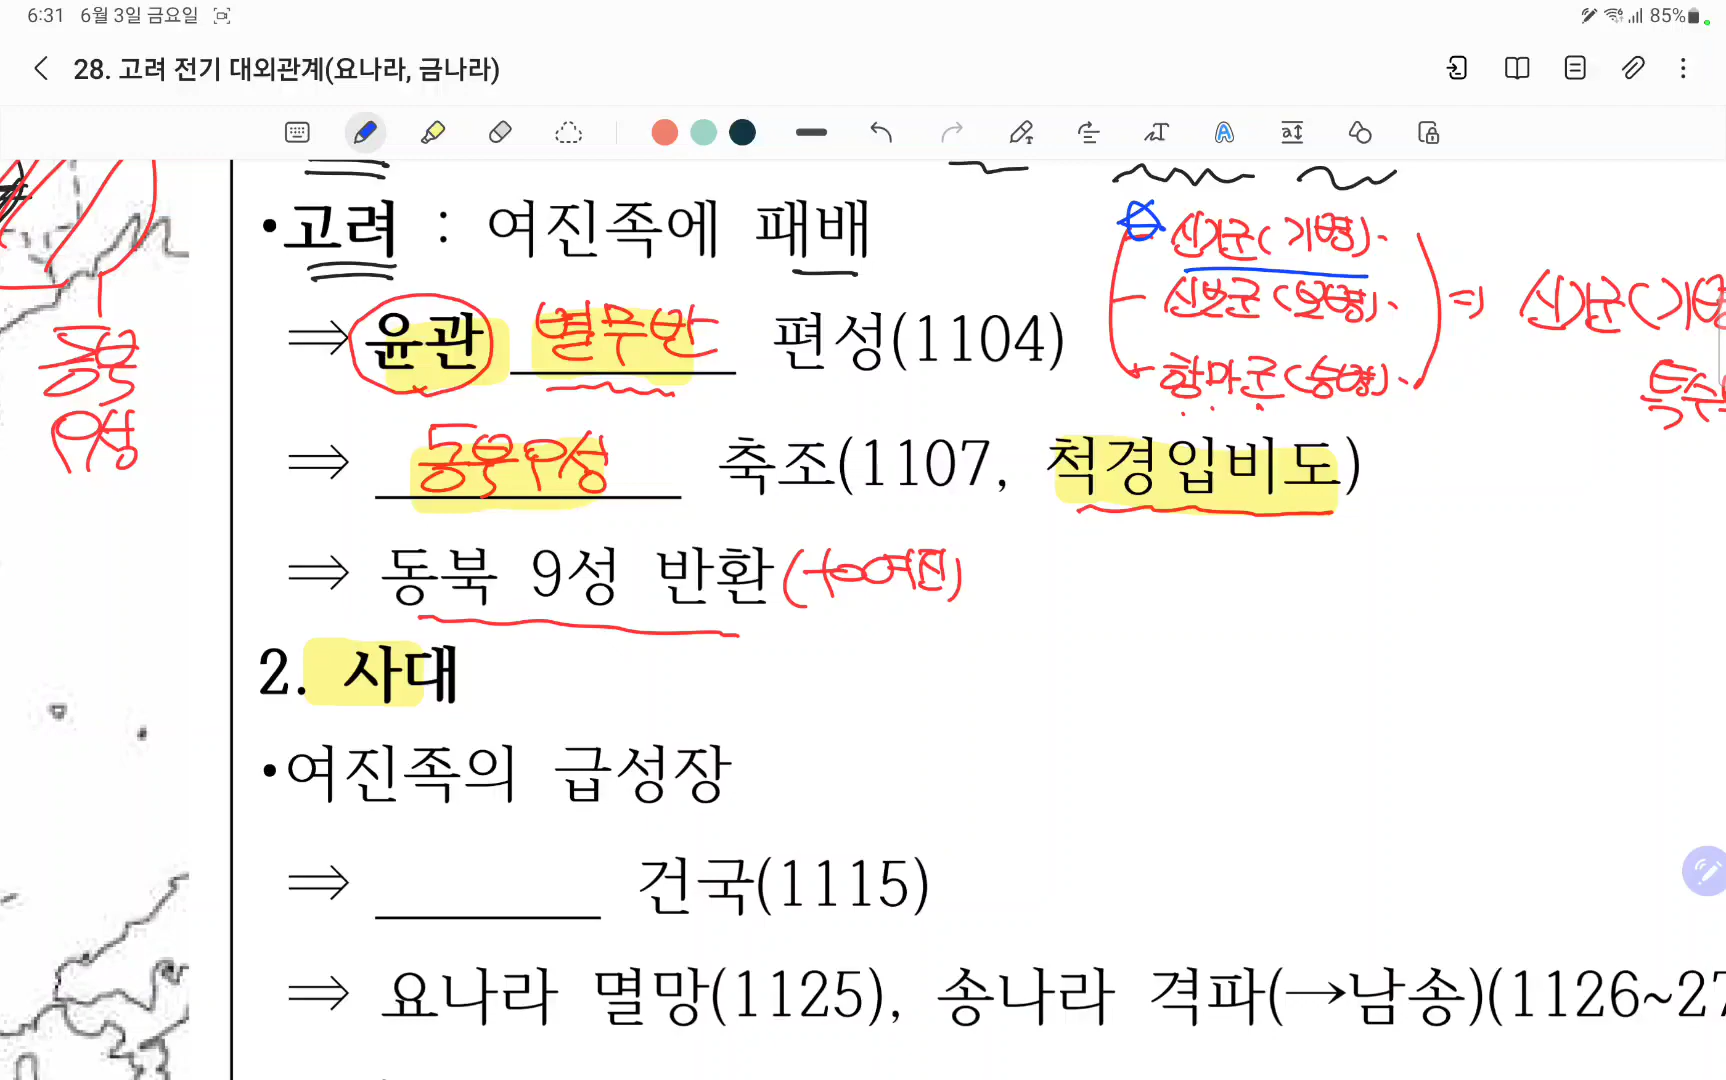 6:31 6월 3일 금요일
85%
28. 고려 전기 대외관계(요나라, 금나라)
•고려 : 여진족에 패배
⇒ 윤관 별무반 편성(1104)
- 신기군(기병)
- 신보군(보병)
- 항마군(승병)
⇒ 신기군(기병
특수
⇒ 동북9성 축조(1107, 척경입비도)
⇒ 동북 9성 반환(→여진)
동북
9성
2. 사대
•여진족의 급성장
⇒ 건국(1115)
⇒ 요나라 멸망(1125), 송나라 격파(→남송)(1126~27